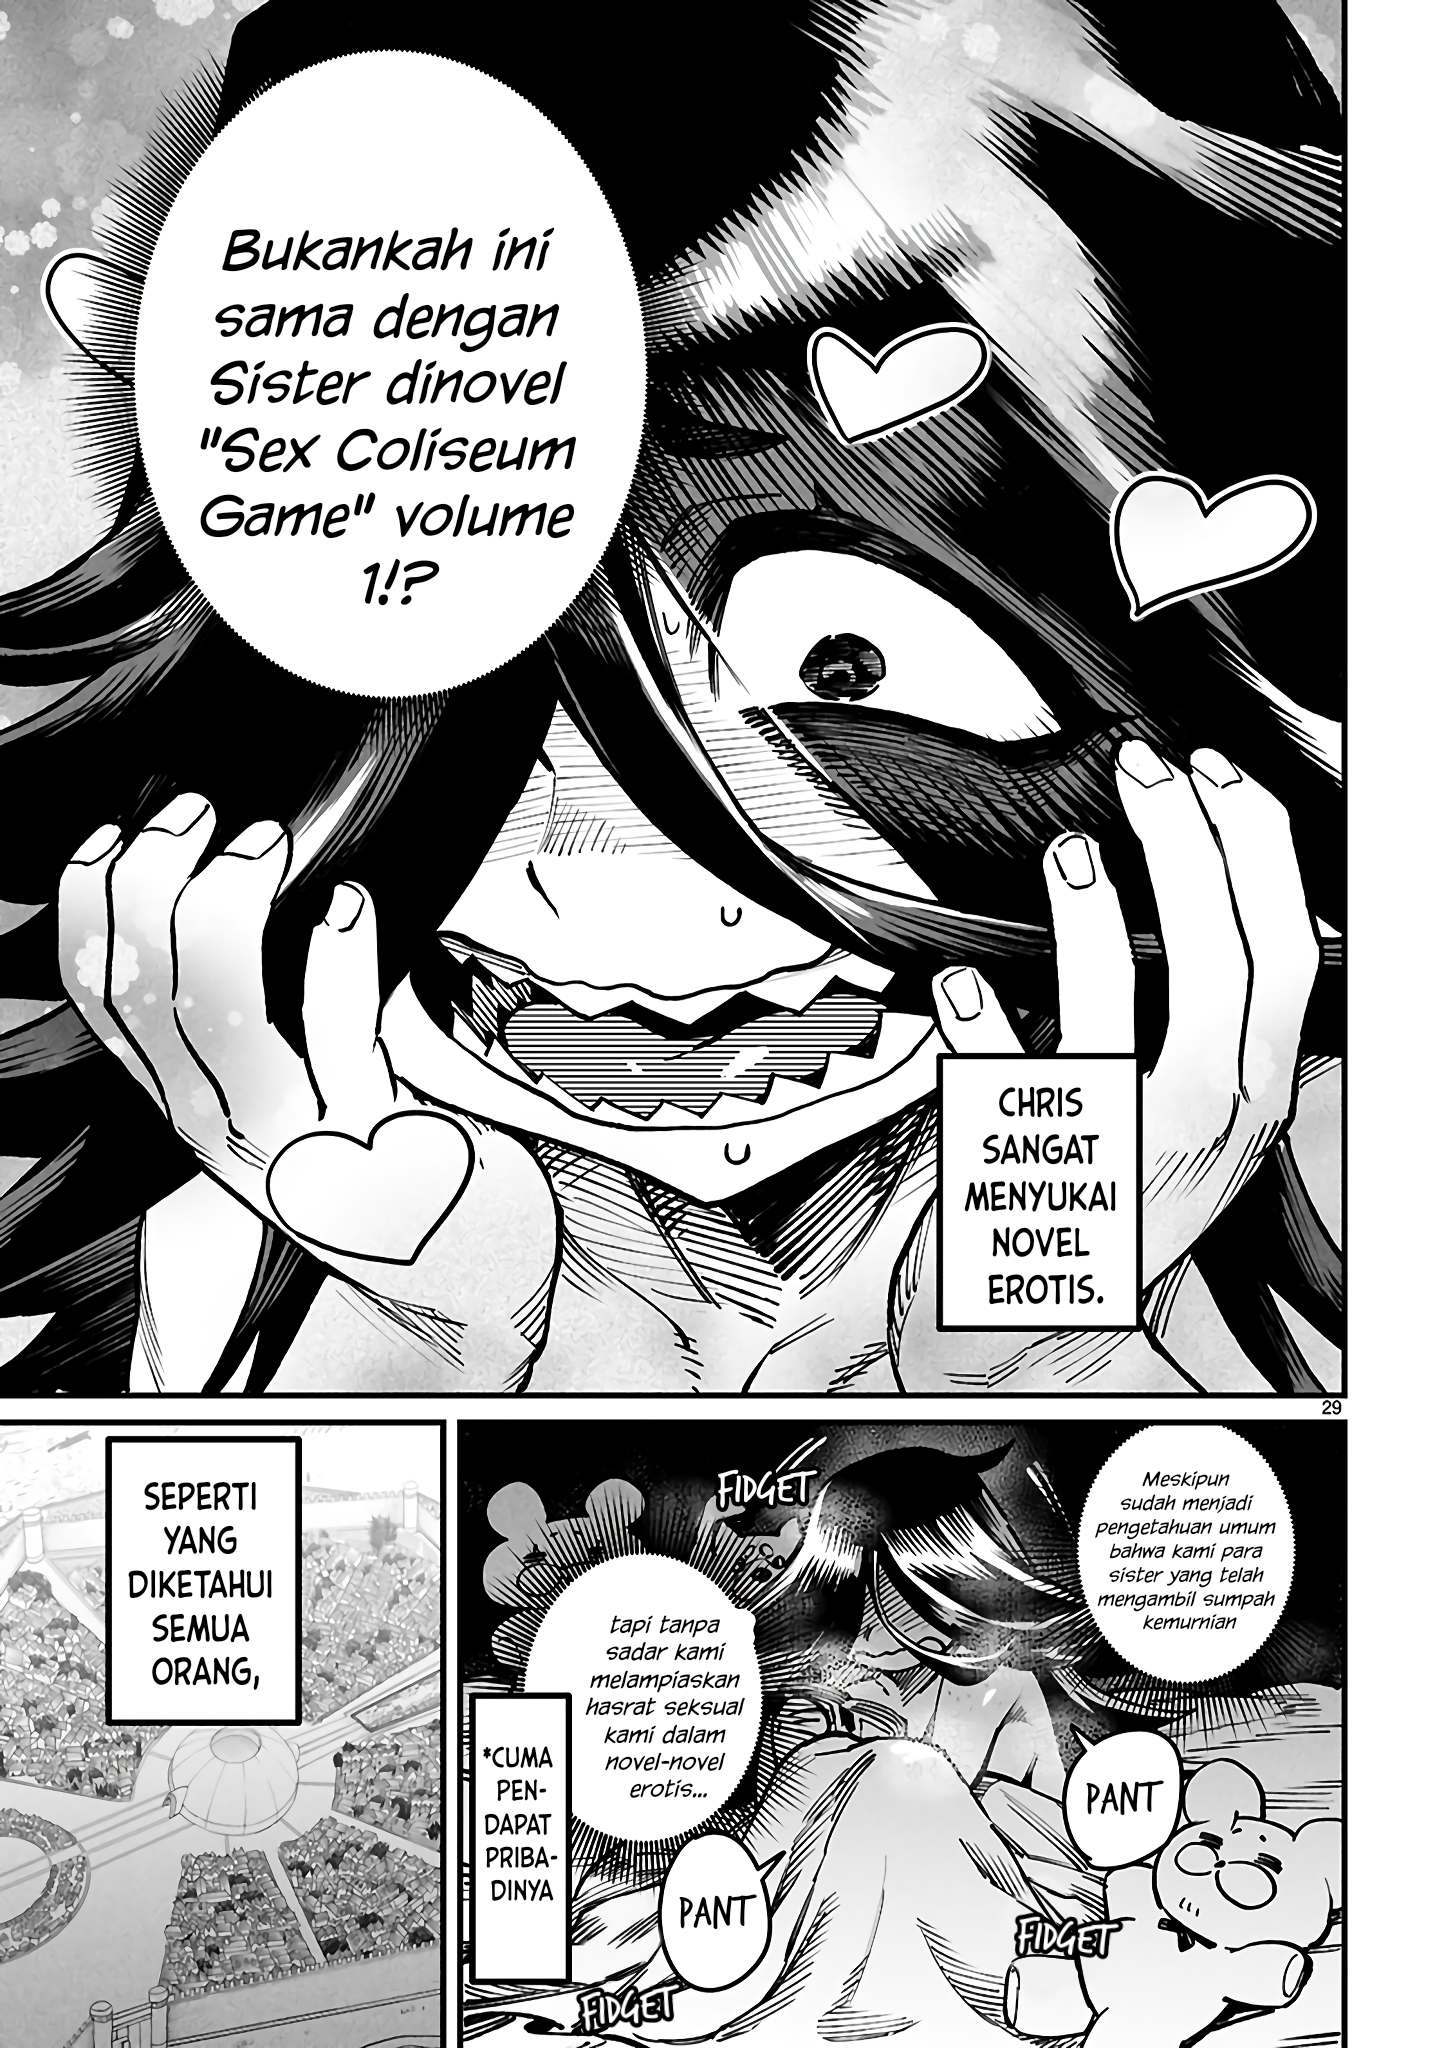 Bukankah ini
sama dengan
Sister dinovel
"Sex Coliseum
Game" volume
1!?
CHRIS
SANGAT
MENYUKAI
NOVEL
EROTIS.
29
Meskipun
sudah menjadi
pengetahuan umum
bahwa kami para
sister yang telah
mengambil sumpah
kemurnian
FIDGET
tapi tanpa
sadar kami
melampiaskan
hasrat seksual
kami dalam
novel-novel
erotis...
*CUMA
PEN-
DAPAT
PRIBA-
DINYA
PANT
PANT
FIDGET
FIDGET
SEPERTI
YANG
DIKETAHUI
SEMUA
ORANG,